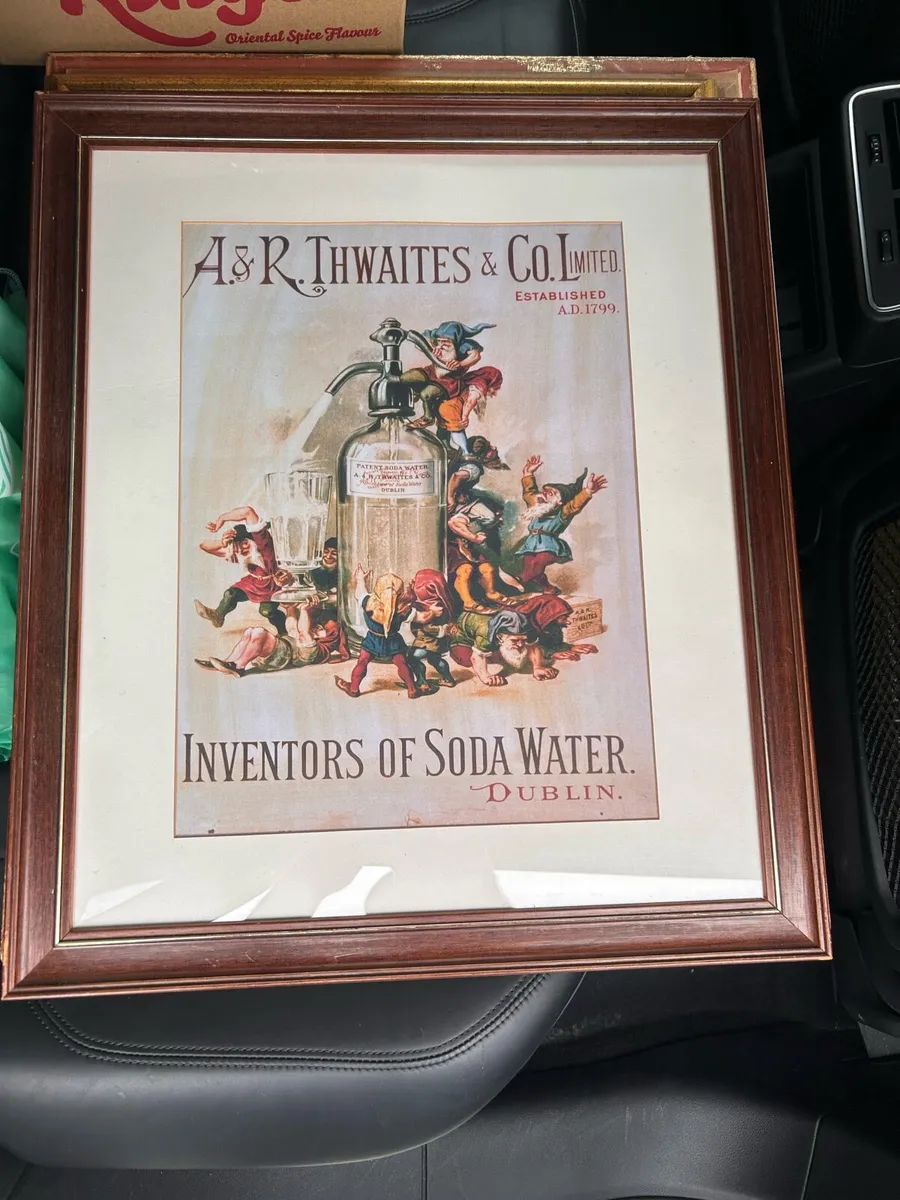 Oriental Spice Flavour
A. & R. THWAITES & CO. LIMITED.
ESTABLISHED
A.D. 1799.
PATENT SODA WATER
A. & R. THWAITES & CO.
DUBLIN
A & R.
THWAITES
INVENTORS OF SODA WATER.
DUBLIN.